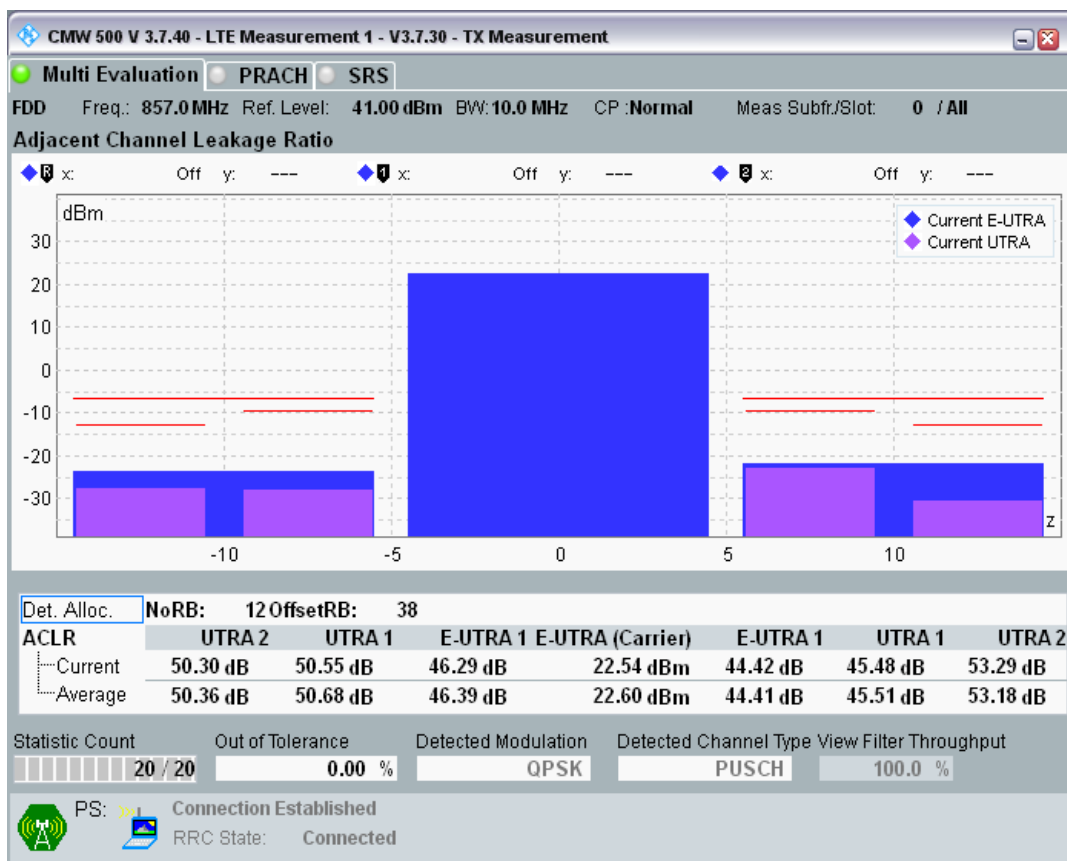 CMW 500 V 3.7.40 - LTE Measurement 1 - V3.7.30 - TX Measurement
Multi Evaluation PRACH SRS
FDD Freq.: 857.0 MHz Ref. Level: 41.00 dBm BW: 10.0 MHz CP :Normal Meas Subfr./Slot: 0 / All
Adjacent Channel Leakage Ratio
R x: Off y: --- 1 x: Off y: --- 2 x: Off y: ---
dBm
Current E-UTRA
Current UTRA
30
20
10
0
-10
-20
-30
z
-10 -5 0 5 10
Det. Alloc. NoRB: 12 OffsetRB: 38
ACLR UTRA 2 UTRA 1 E-UTRA 1 E-UTRA (Carrier) E-UTRA 1 UTRA 1 UTRA 2
Current 50.30 dB 50.55 dB 46.29 dB 22.54 dBm 44.42 dB 45.48 dB 53.29 dB
Average 50.36 dB 50.68 dB 46.39 dB 22.60 dBm 44.41 dB 45.51 dB 53.18 dB
Statistic Count Out of Tolerance Detected Modulation Detected Channel Type View Filter Throughput
20 / 20 0.00 % QPSK PUSCH 100.0 %
PS: Connection Established
RRC State: Connected